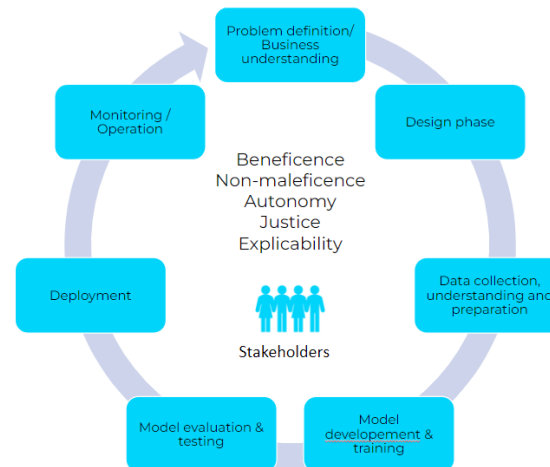 Problem definition/
Business
understanding
Monitoring /
Operation
Design phase
Beneficence
Non-maleficence
Autonomy
Justice
Explicability
Deployment
Data collection,
understanding and
preparation
Stakeholders
Model evaluation &
testing
Model
developement &
training